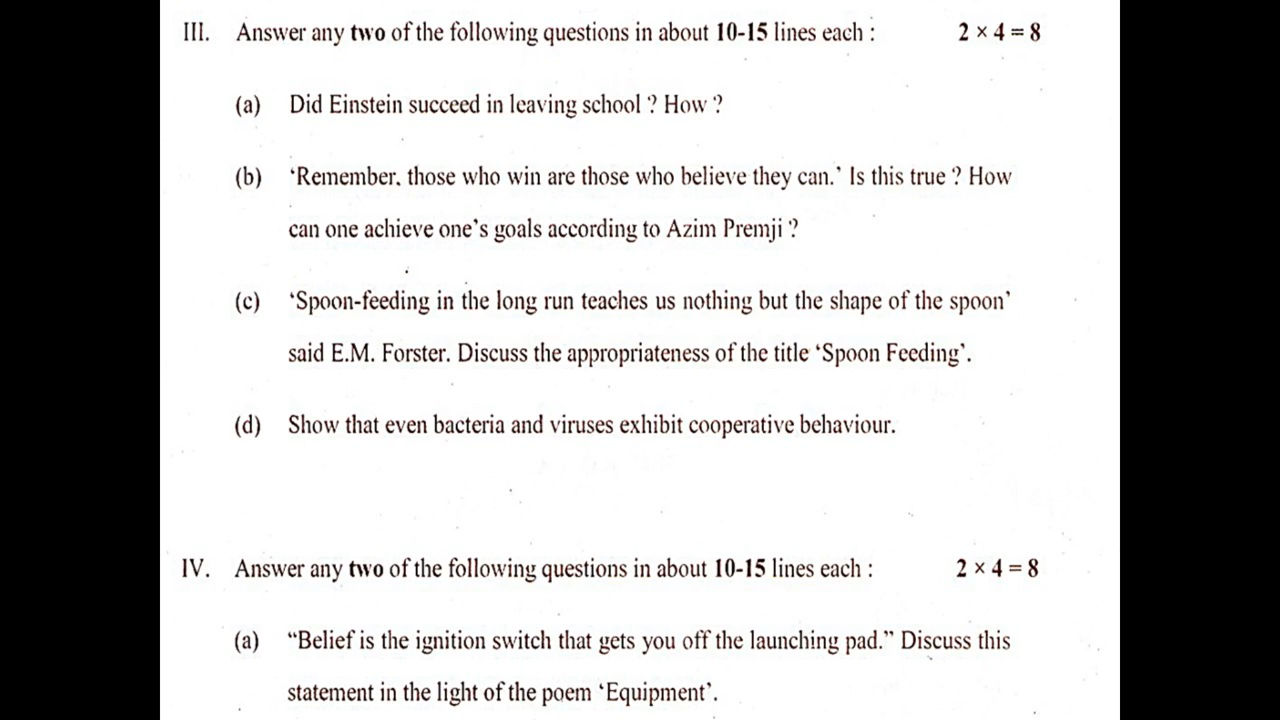 III. Answer any two of the following questions in about 10-15 lines each : 2 × 4 = 8
(a) Did Einstein succeed in leaving school ? How ?
(b) ‘Remember, those who win are those who believe they can.’ Is this true ? How
can one achieve one’s goals according to Azim Premji ?
(c) ‘Spoon-feeding in the long run teaches us nothing but the shape of the spoon’
said E.M. Forster. Discuss the appropriateness of the title ‘Spoon Feeding’.
(d) Show that even bacteria and viruses exhibit cooperative behaviour.
IV. Answer any two of the following questions in about 10-15 lines each : 2 × 4 = 8
(a) “Belief is the ignition switch that gets you off the launching pad.” Discuss this
statement in the light of the poem ‘Equipment’.